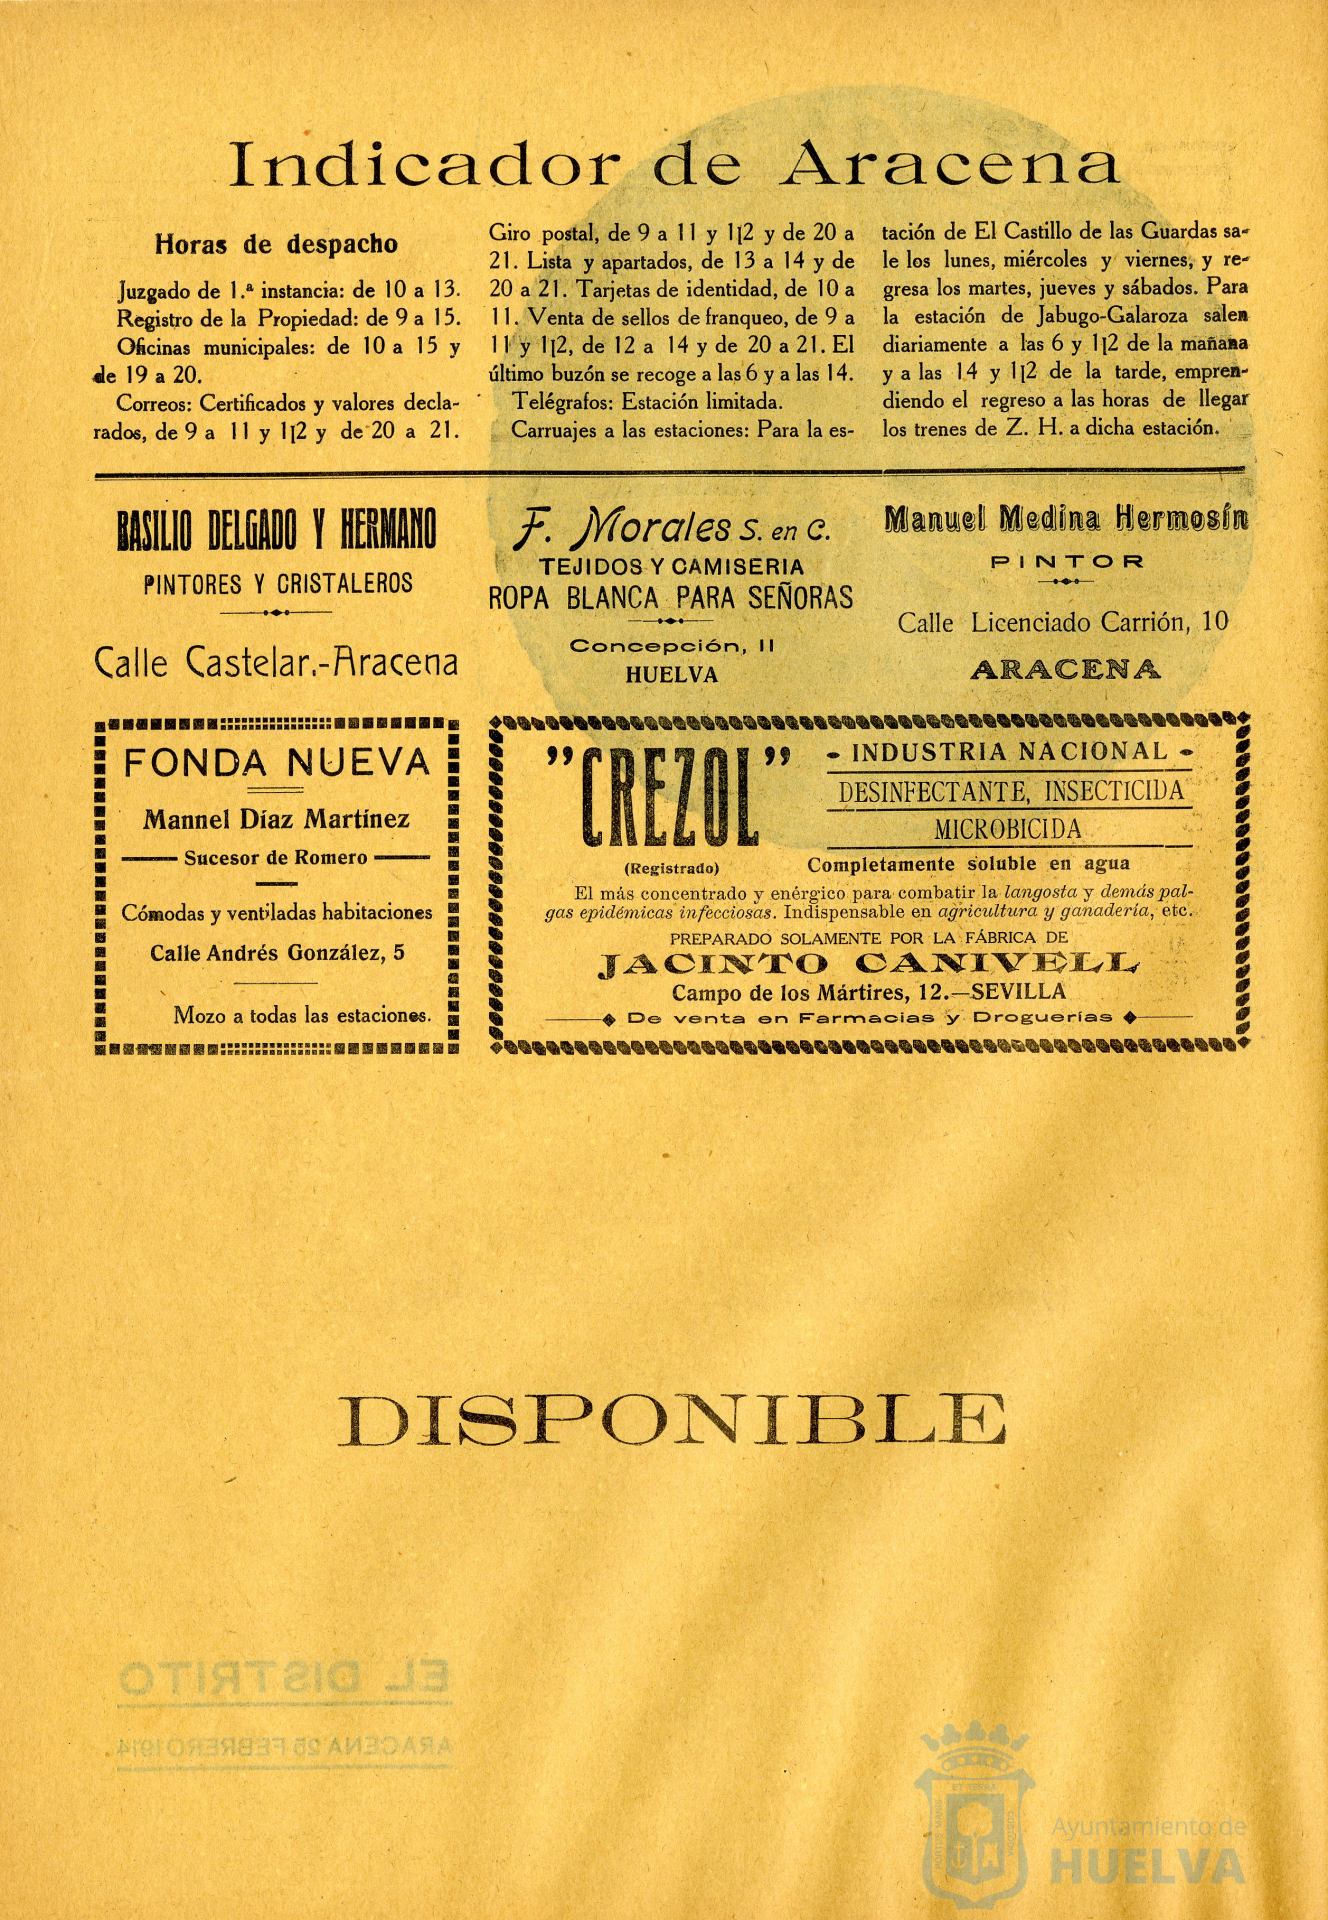 Indicador de Aracena
Horas de despacho
Juzgado de 1.ª instancia: de 10 a 13.
Registro de la Propiedad: de 9 a 15.
Oficinas municipales: de 10 a 15 y
de 19 a 20.
Correos: Certificados y valores decla-
rados, de 9 a 11 y 1|2 y de 20 a 21.
Giro postal, de 9 a 11 y 1|2 y de 20 a
21. Lista y apartados, de 13 a 14 y de
20 a 21. Tarjetas de identidad, de 10 a
11. Venta de sellos de franqueo, de 9 a
11 y 1|2, de 12 a 14 y de 20 a 21. El
último buzón se recoge a las 6 y a las 14.
Telégrafos: Estación limitada.
Carruajes a las estaciones: Para la es-
tación de El Castillo de las Guardas sa-
le los lunes, miércoles y viernes, y re-
gresa los martes, jueves y sábados. Para
la estación de Jabugo-Galaroza salen
diariamente a las 6 y 1|2 de la mañana
y a las 14 y 1|2 de la tarde, empren-
diendo el regreso a las horas de llegar
los trenes de Z. H. a dicha estación.
BASILIO DELGADO Y HERMANO
PINTORES Y CRISTALEROS
Calle Castelar.-Aracena
F. Morales S. en C.
TEJIDOS Y CAMISERIA
ROPA BLANCA PARA SEÑORAS
Concepción, 11
HUELVA
Manuel Medina Hermosín
PINTOR
Calle Licenciado Carrión, 10
ARACENA
FONDA NUEVA
Mannel Díaz Martínez
Sucesor de Romero
Cómodas y ventiladas habitaciones
Calle Andrés González, 5
Mozo a todas las estaciones.
"CREZOL"
(Registrado)
- INDUSTRIA NACIONAL -
DESINFECTANTE, INSECTICIDA
MICROBICIDA
Completamente soluble en agua
El más concentrado y enérgico para combatir la langosta y demás pal-
gas epidémicas infecciosas. Indispensable en agricultura y ganadería, etc.
PREPARADO SOLAMENTE POR LA FÁBRICA DE
JACINTO CANIVELL
Campo de los Mártires, 12.—SEVILLA
De venta en Farmacias y Droguerías
DISPONIBLE
EL DISTRITO
ARACENA 25 FEBRERO 1914
Ayuntamiento de
HUELVA